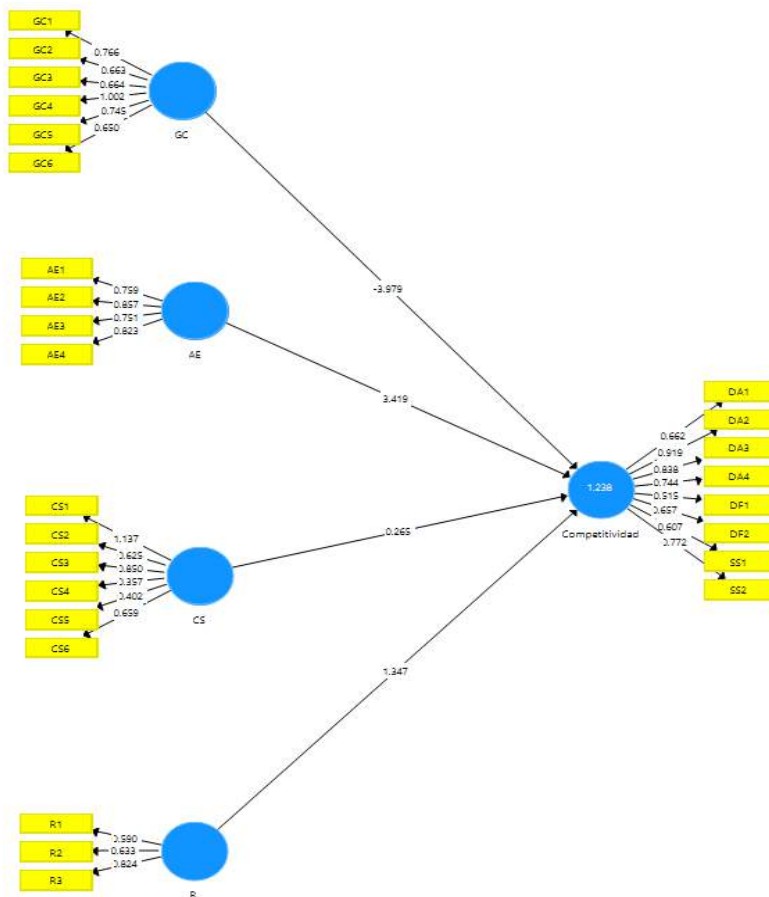 GC1
GC2
GC3
GC4
GC5
GC6
0.766
0.663
0.664
1.002
0.745
0.650
GC
-3.979
AE1
AE2
AE3
AE4
0.759
0.857
0.751
0.823
AE
3.419
DA1
DA2
DA3
DA4
DF1
DF2
SS1
SS2
0.662
0.919
0.838
0.744
0.515
0.657
0.607
0.772
1.238
Competitividad
CS1
CS2
CS3
CS4
CS5
CS6
1.137
0.625
0.850
0.357
0.402
0.659
CS
0.265
1.347
R1
R2
R3
0.590
0.633
0.824
R